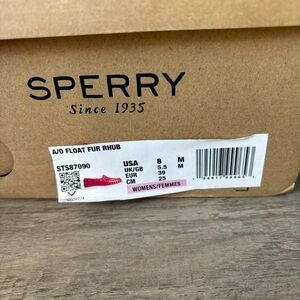 SPERRY
Since 1935
A/O FLOAT FUR RHUB
STS87090
USA 8 M
UK/GB 5.5 M
EUR 39
CM 25
WOMENS/FEMMES